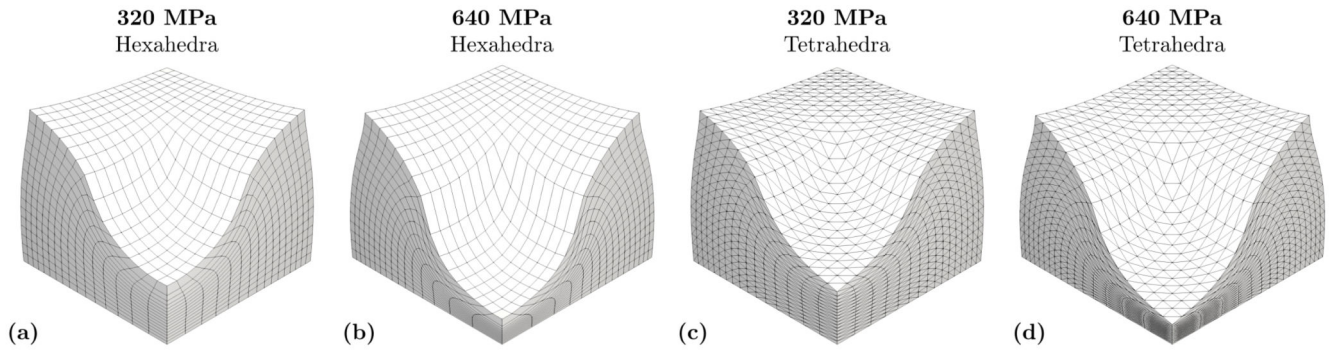 320 MPa
Hexahedra
640 MPa
Hexahedra
320 MPa
Tetrahedra
640 MPa
Tetrahedra
(a)
(b)
(c)
(d)